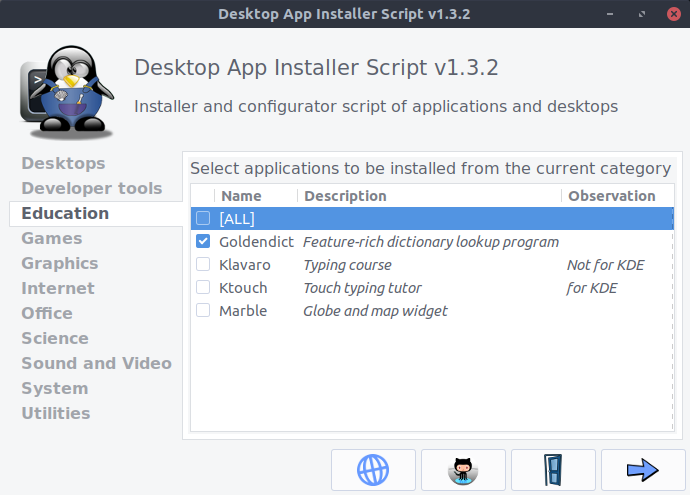 Desktop App Installer Script v1.3.2
Desktop App Installer Script v1.3.2
Installer and configurator script of applications and desktops
Desktops
Developer tools
Education
Games
Graphics
Internet
Office
Science
Sound and Video
System
Utilities
Select applications to be installed from the current category
Name Description Observation
[ALL]
Goldendict Feature-rich dictionary lookup program
Klavaro Typing course Not for KDE
Ktouch Touch typing tutor for KDE
Marble Globe and map widget